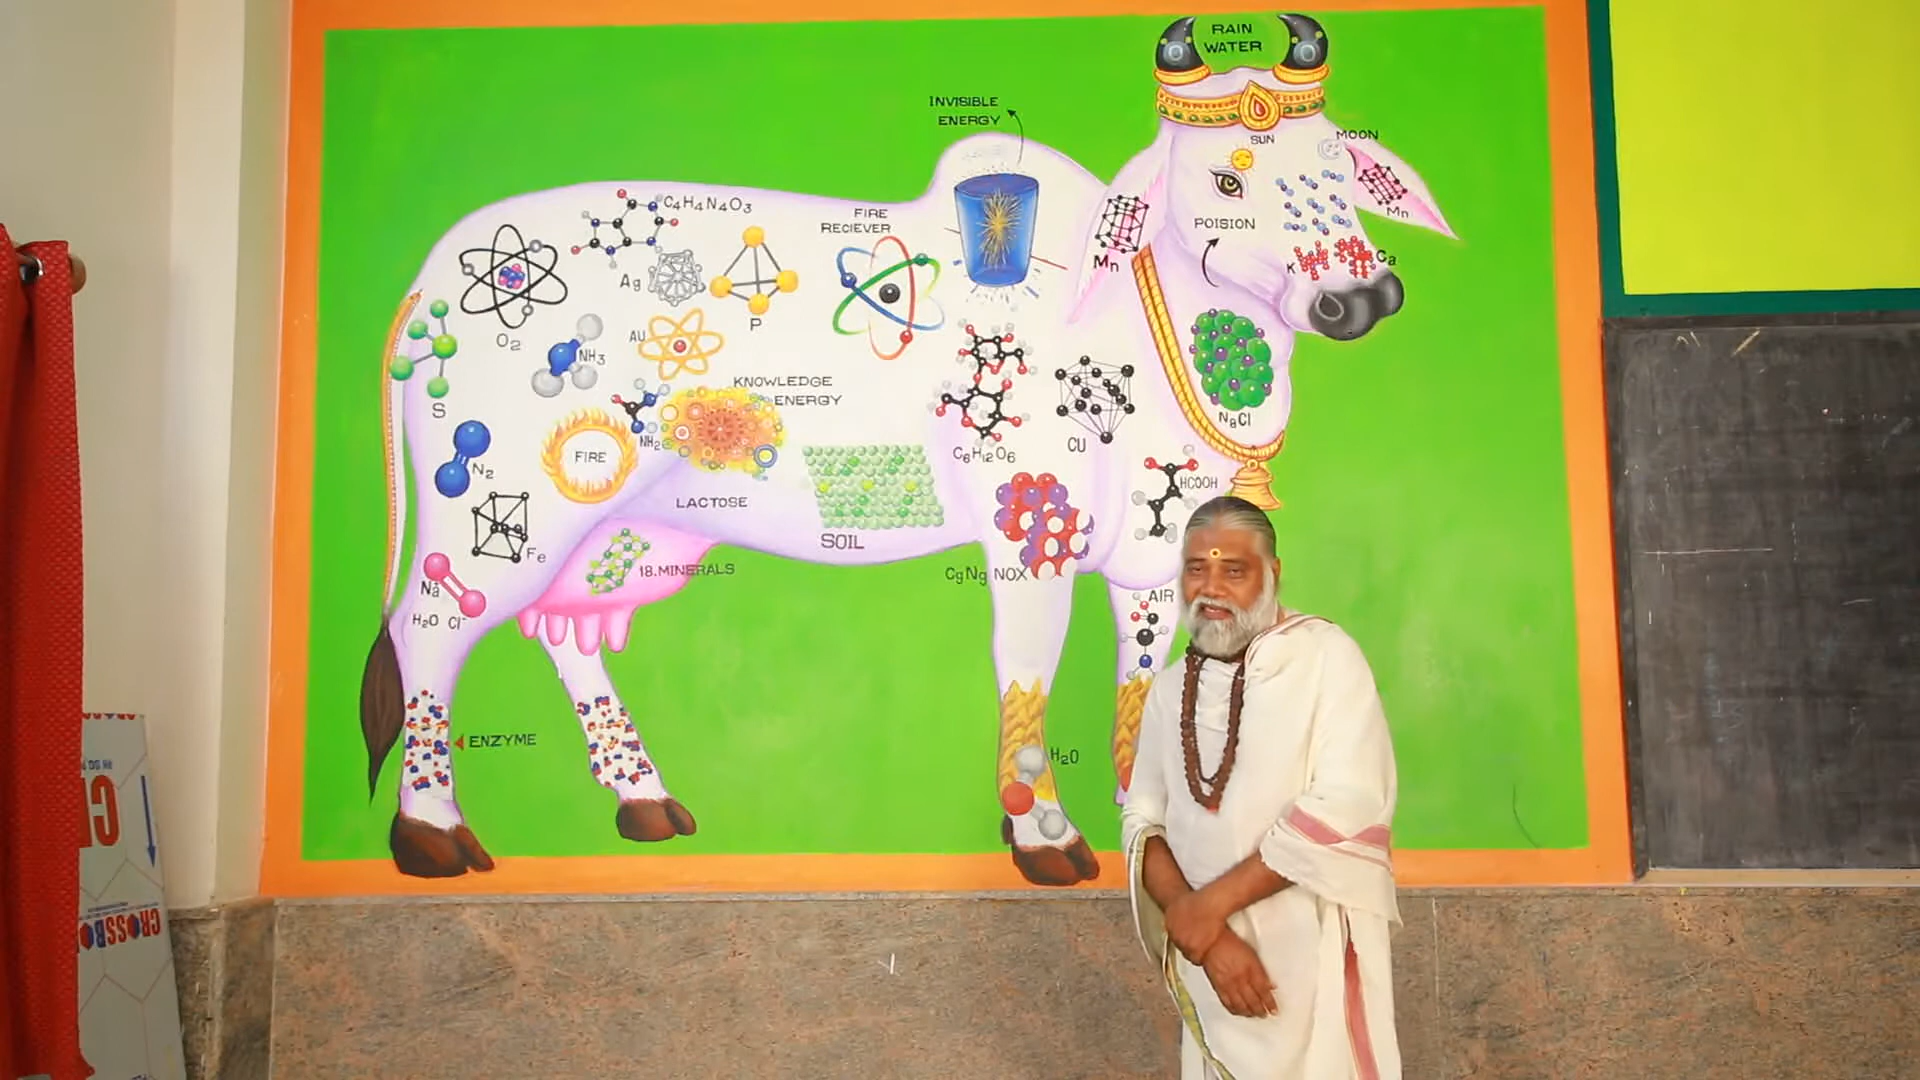 RAIN
WATER
INVISIBLE
ENERGY
SUN
MOON
C4H4N4O3
FIRE
RECIEVER
POISION
Mn
Mn
Ag
K
Ca
O2
P
AU
NH3
KNOWLEDGE
ENERGY
S
NH2
FIRE
N2
C6H12O6
CU
NaCl
LACTOSE
HCOOH
SOIL
Fe
18.MINERALS
CgNg NOX
Na
H2O Cl-
AIR
ENZYME
H2O
CROSSBO